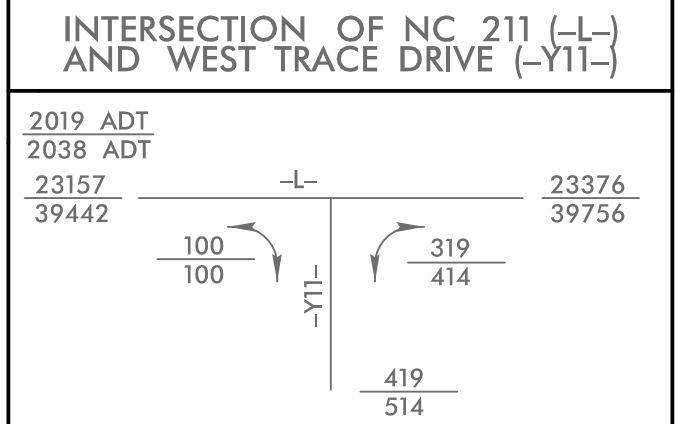 INTERSECTION OF NC 211 (–L–)
AND WEST TRACE DRIVE (–Y11–)
2019 ADT
2038 ADT
23157
39442
–L–
23376
39756
100
100
–Y11–
319
414
419
514